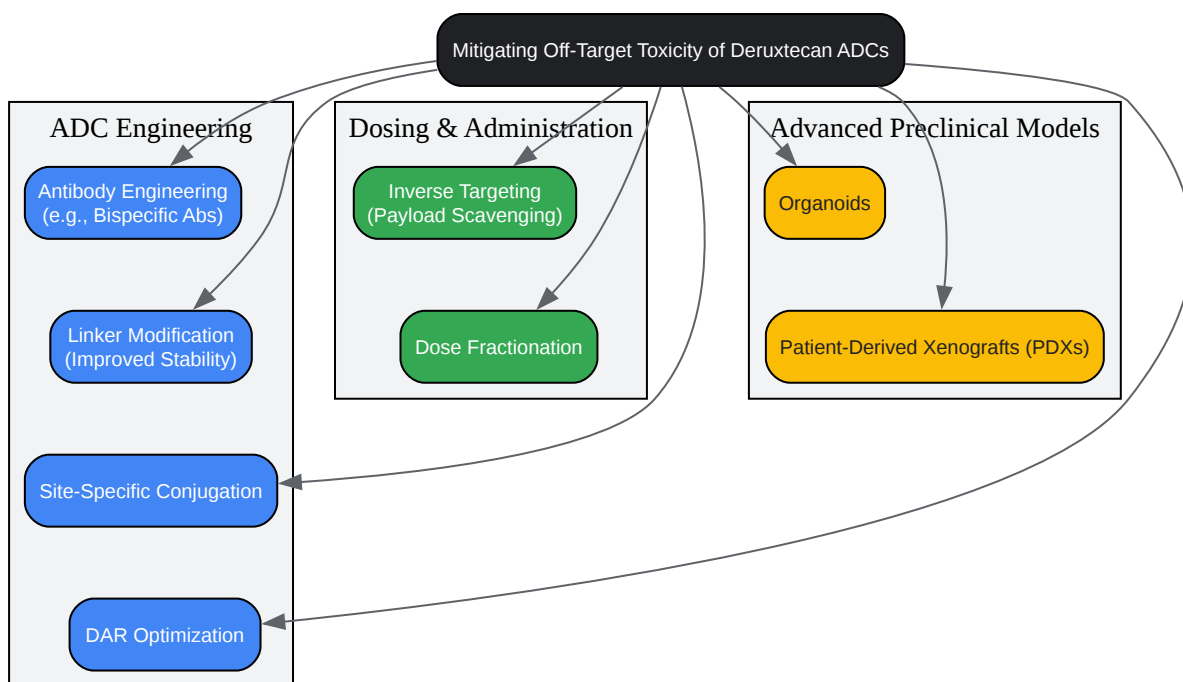 Mitigating Off-Target Toxicity of Deruxtecan ADCs
ADC Engineering
Antibody Engineering
(e.g., Bispecific Abs)
Linker Modification
(Improved Stability)
Site-Specific Conjugation
DAR Optimization
Dosing & Administration
Inverse Targeting
(Payload Scavenging)
Dose Fractionation
Advanced Preclinical Models
Organoids
Patient-Derived Xenografts (PDXs)